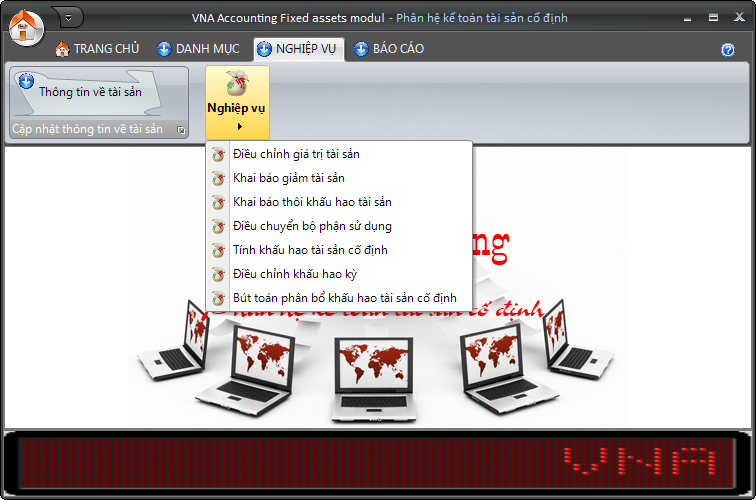 VNA Accounting Fixed assets modul - Phân hệ kế toán tài sản cố định
TRANG CHỦ DANH MỤC NGHIỆP VỤ BÁO CÁO
Thông tin về tài sản
Cập nhật thông tin về tài sản
Nghiệp vụ
Điều chỉnh giá trị tài sản
Khai báo giảm tài sản
Khai báo thôi khấu hao tài sản
Điều chuyển bộ phận sử dụng
Tính khấu hao tài sản cố định
Điều chỉnh khấu hao kỳ
Bút toán phân bổ khấu hao tài sản cố định
ng
Phân hệ kế toán tài sản cố định
VNA